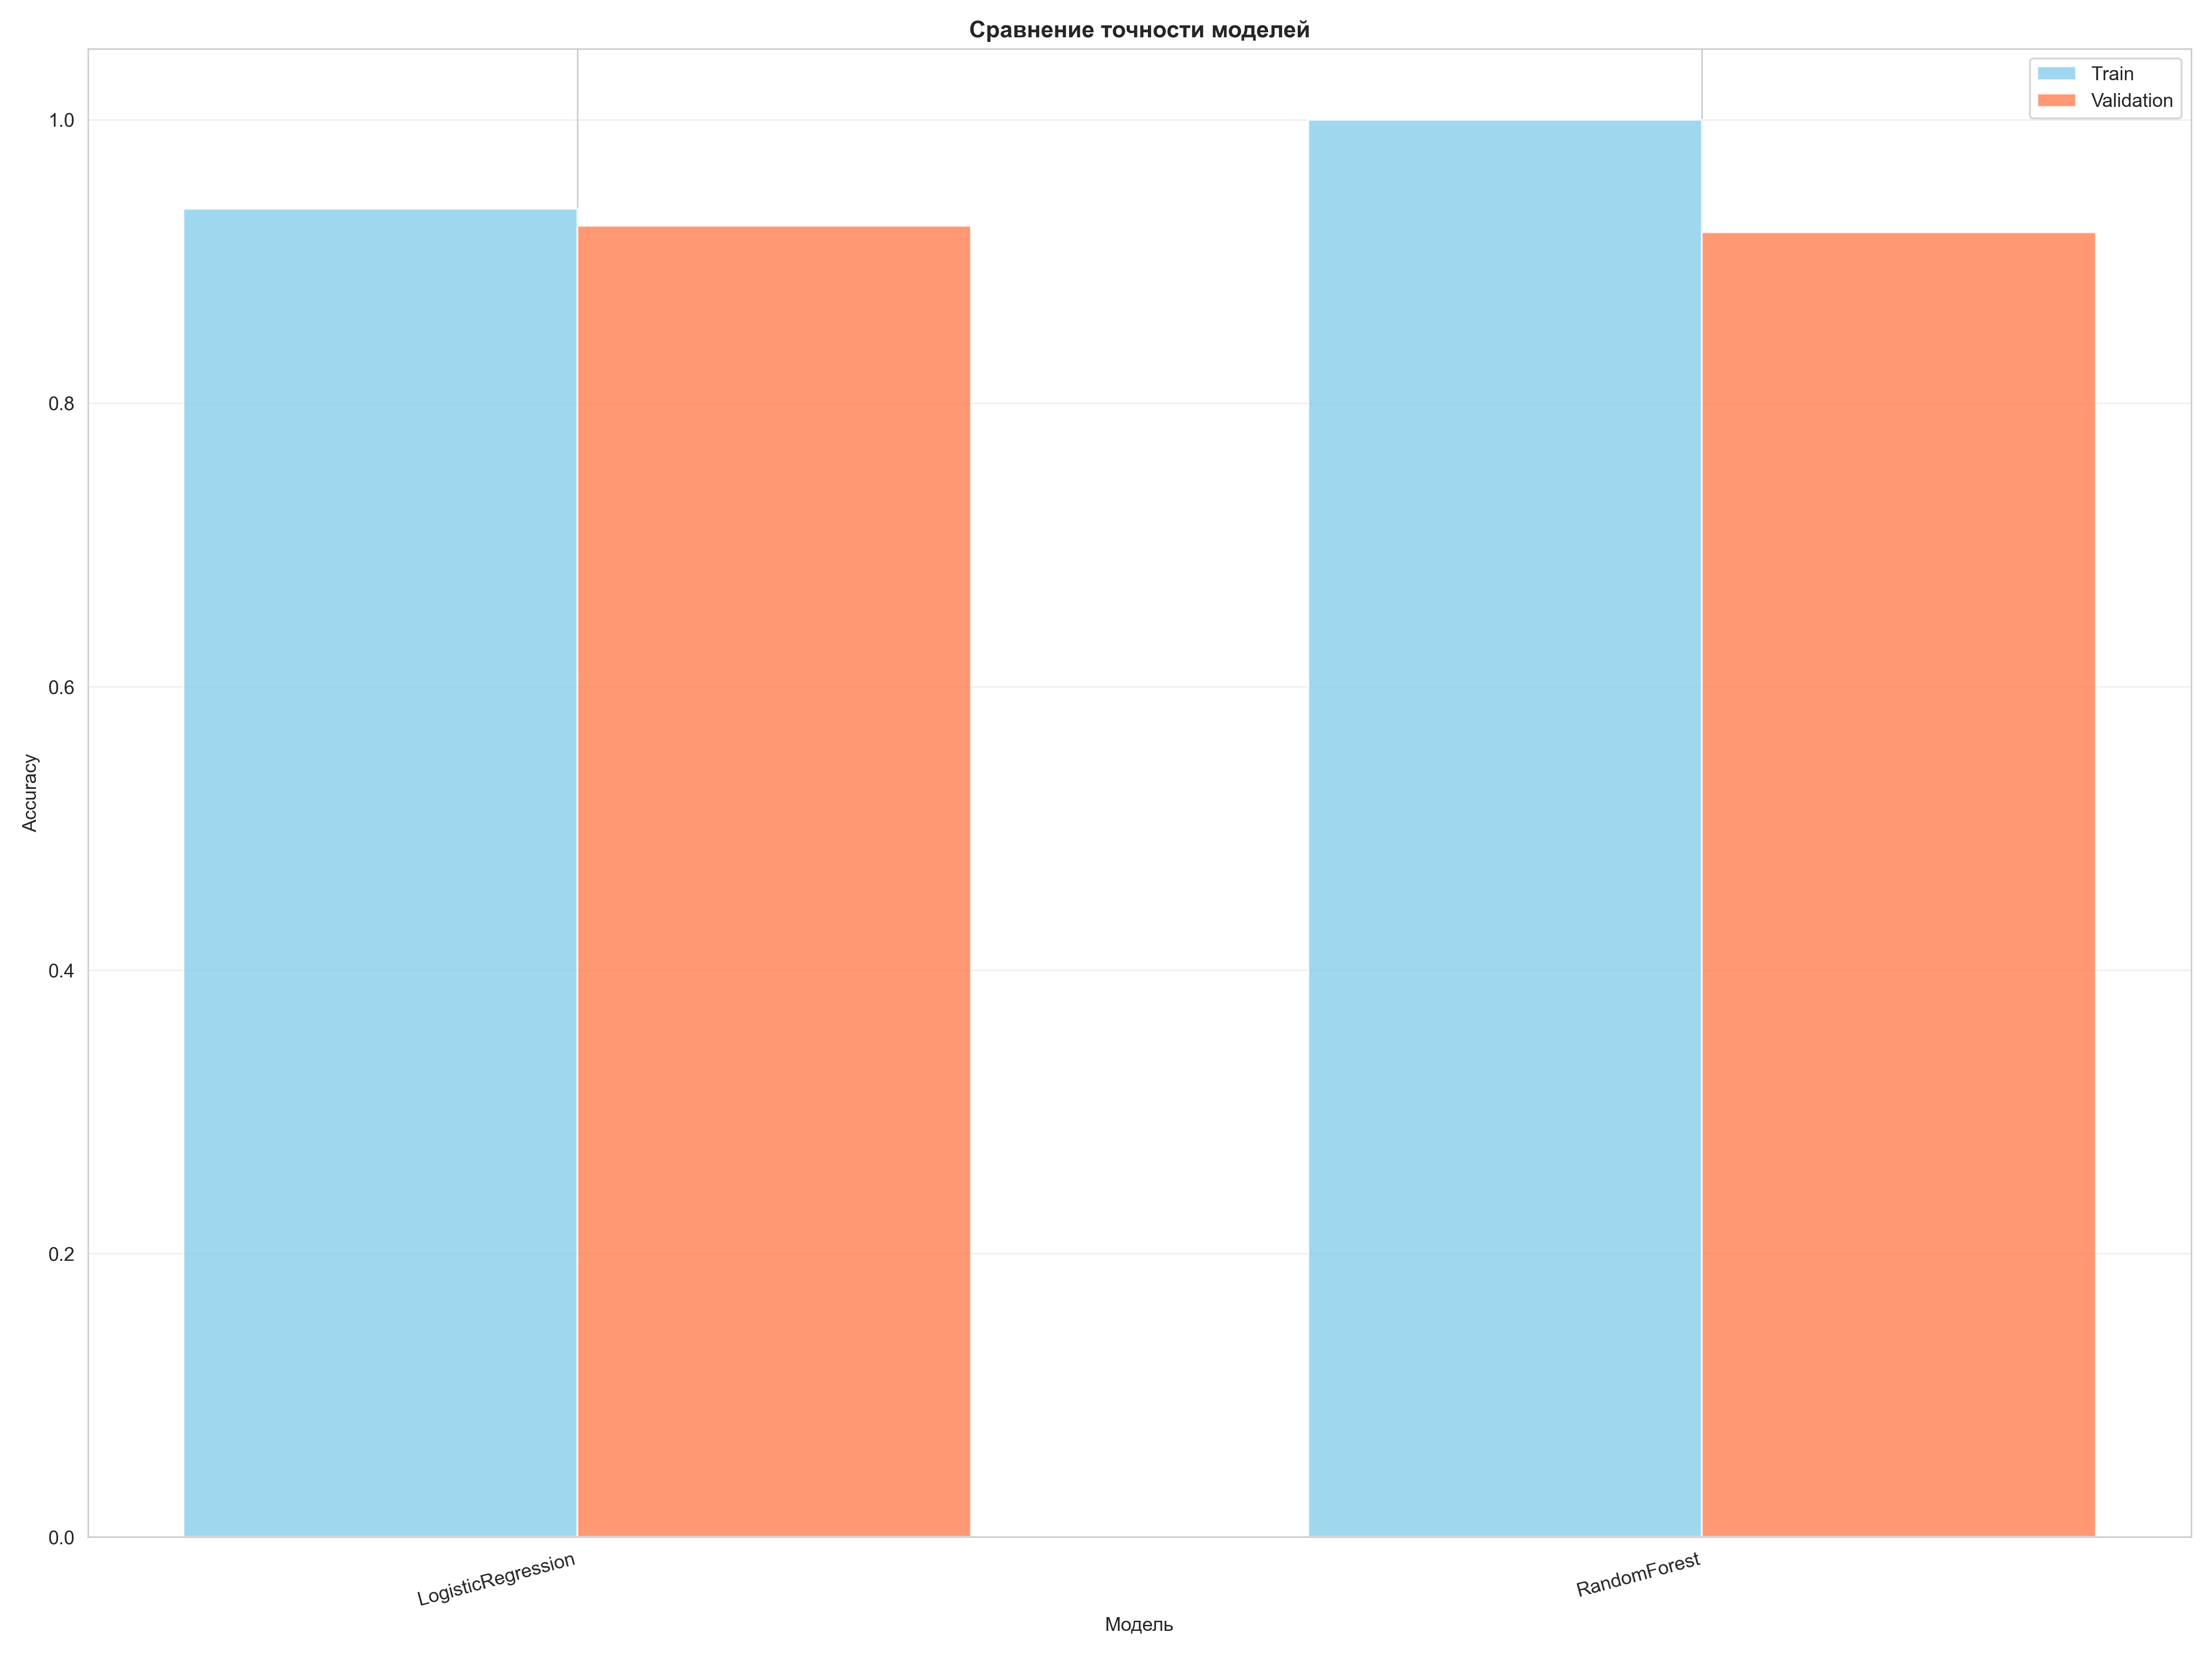 Сравнение точности моделей
Train
Validation
1.0
0.8
0.6
0.4
0.2
0.0
Accuracy
LogisticRegression
RandomForest
Модель